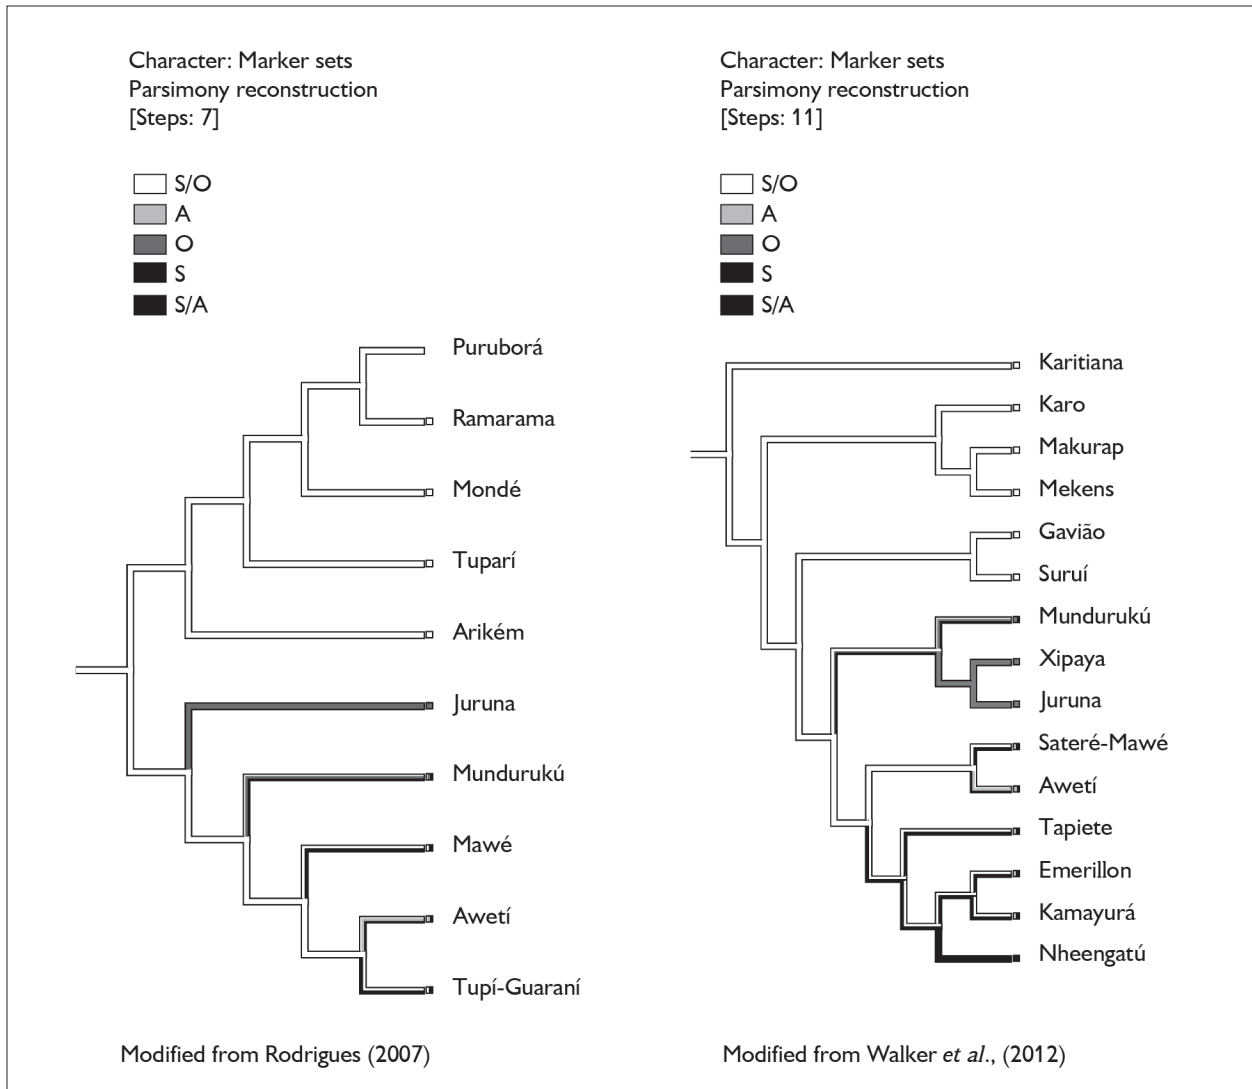 Character: Marker sets
Parsimony reconstruction
[Steps: 7]
S/O
A
O
S
S/A
Puruborá
Ramarama
Mondé
Tuparí
Arikém
Juruna
Mundurukú
Mawé
Awetí
Tupí-Guaraní
Modified from Rodrigues (2007)
Character: Marker sets
Parsimony reconstruction
[Steps: 11]
S/O
A
O
S
S/A
Karitiana
Karo
Makurap
Mekens
Gavião
Suruí
Mundurukú
Xipaya
Juruna
Sateré-Mawé
Awetí
Tapiete
Emerillon
Kamayurá
Nheengatú
Modified from Walker et al., (2012)